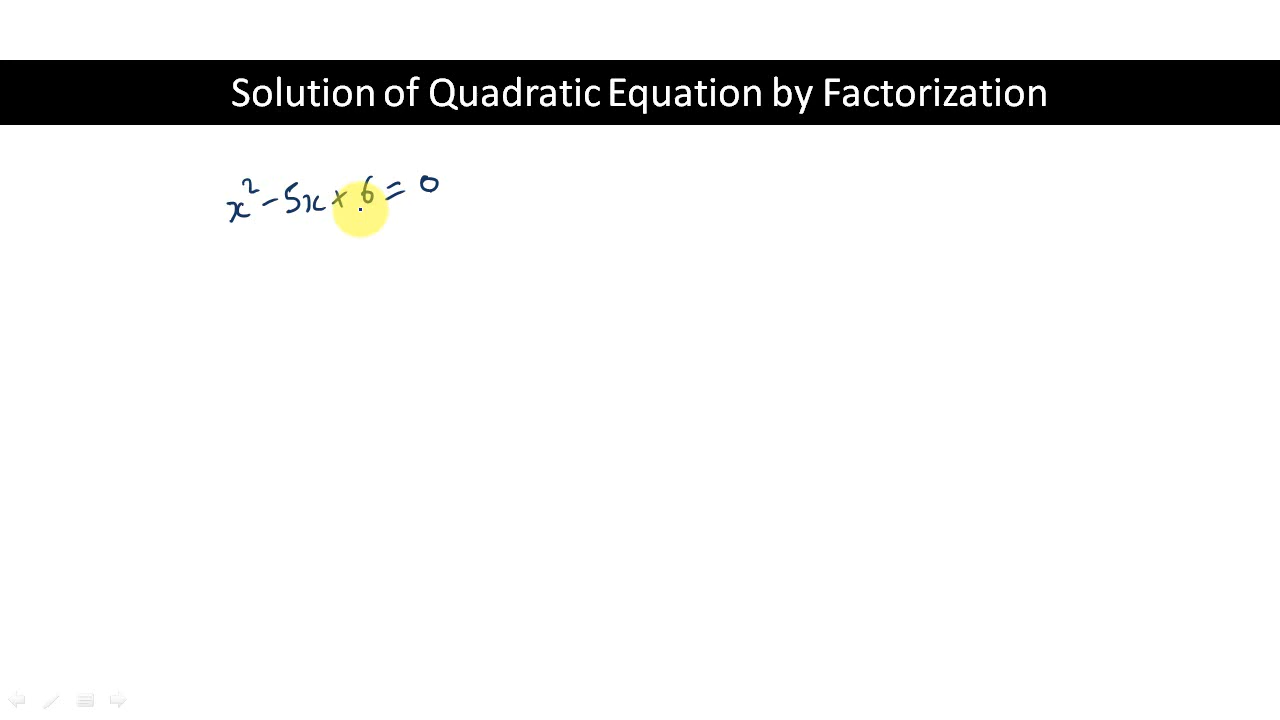 Solution of Quadratic Equation by Factorization
x² - 5x + 6 = 0